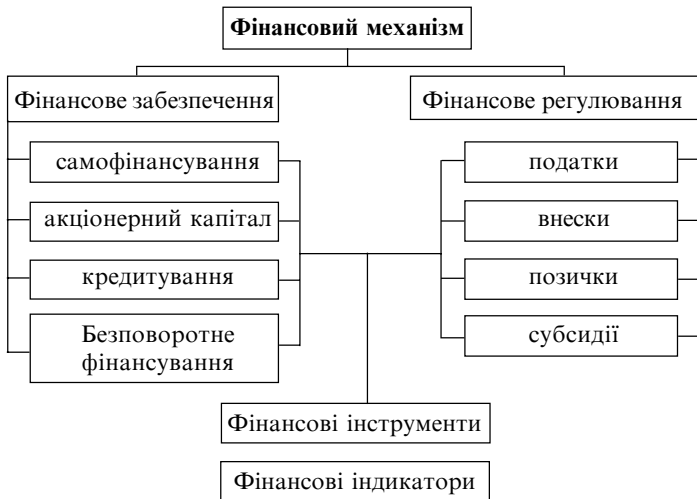 Фінансовий механізм
Фінансове забезпечення
Фінансове регулювання
самофінансування
податки
акціонерний капітал
внески
кредитування
позички
Безповоротне
фінансування
субсидії
Фінансові інструменти
Фінансові індикатори